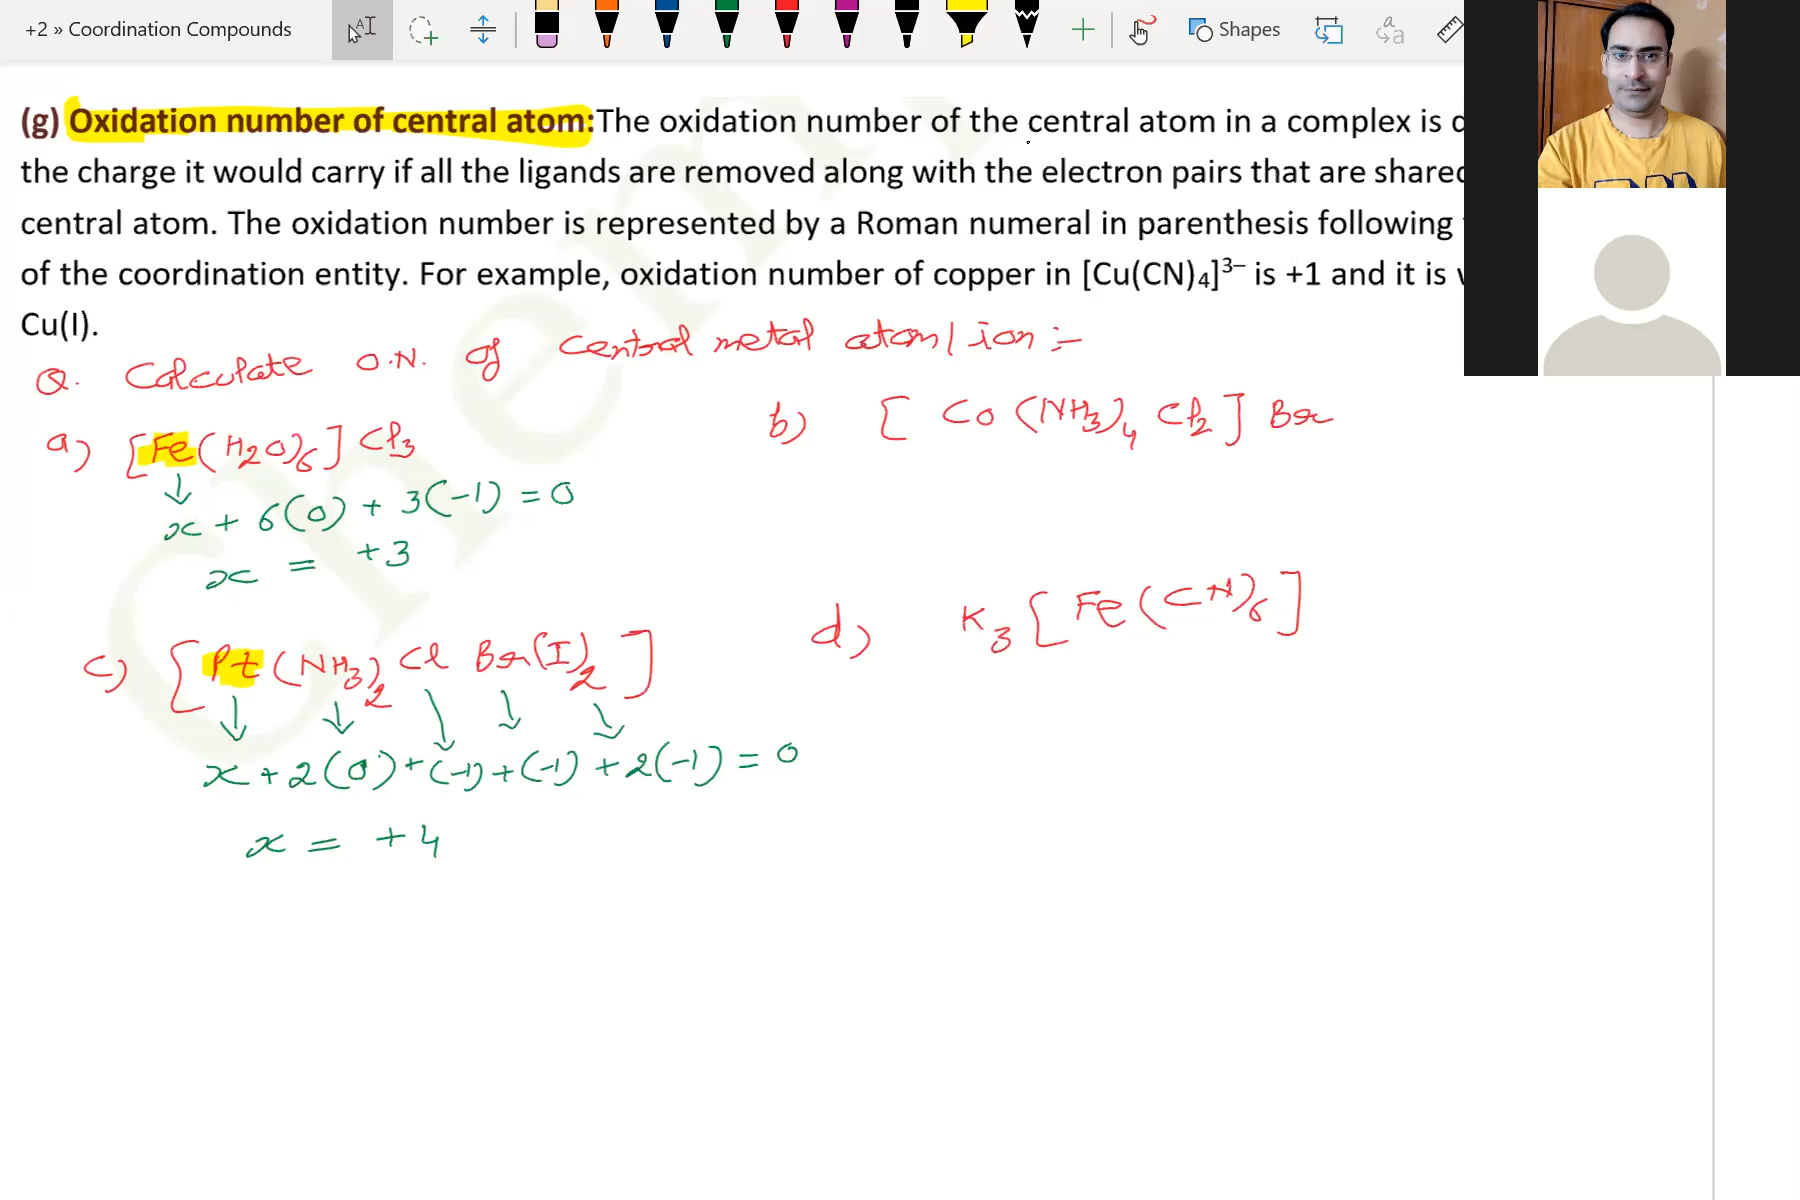 +2 » Coordination Compounds
Shapes
(g) Oxidation number of central atom:The oxidation number of the central atom in a complex is
the charge it would carry if all the ligands are removed along with the electron pairs that are shared
central atom. The oxidation number is represented by a Roman numeral in parenthesis following
of the coordination entity. For example, oxidation number of copper in [Cu(CN)₄]³⁻ is +1 and it is
Cu(I).
Q. Calculate O.N. of central metal atom/ion :-
a) [Fe(H₂O)₆]Cl₃
b) [Co(NH₃)₄Cl₂]Br
x + 6(0) + 3(-1) = 0
x = +3
c) [Pt(NH₃)₂ Cl Br(I)₂]
d) K₃[Fe(CN)₆]
x + 2(0) + (-1) + (-1) + 2(-1) = 0
x = +4
Chem